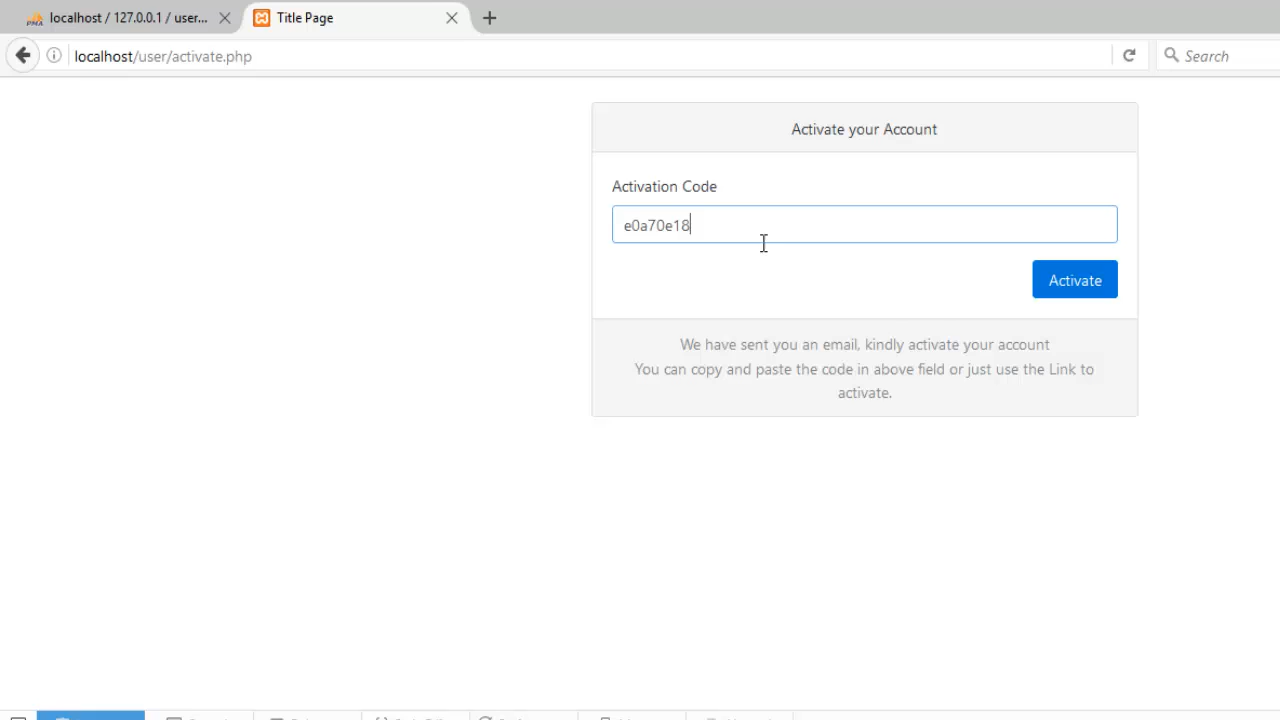 localhost / 127.0.0.1 / user...
Title Page
localhost/user/activate.php
Search
Activate your Account
Activation Code
e0a70e18
Activate
We have sent you an email, kindly activate your account
You can copy and paste the code in above field or just use the Link to
activate.